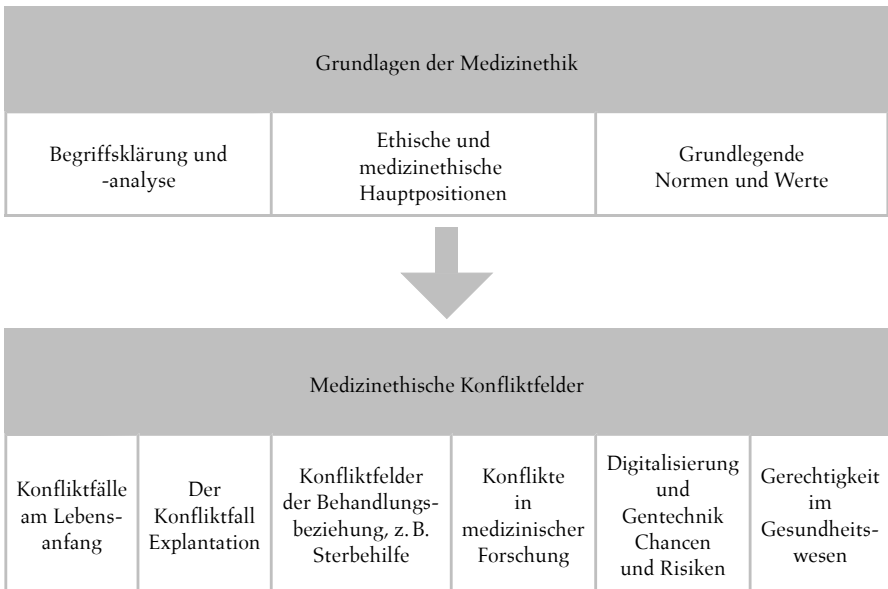 Grundlagen der Medizinethik
Begriffsklärung und
-analyse
Ethische und
medizinethische
Hauptpositionen
Grundlegende
Normen und Werte
Medizinethische Konfliktfelder
Konfliktfälle
am Lebens-
anfang
Der
Konfliktfall
Explantation
Konfliktfelder
der Behandlungs-
beziehung, z. B.
Sterbehilfe
Konflikte
in
medizinischer
Forschung
Digitalisierung
und
Gentechnik
Chancen
und Risiken
Gerechtigkeit
im
Gesundheits-
wesen